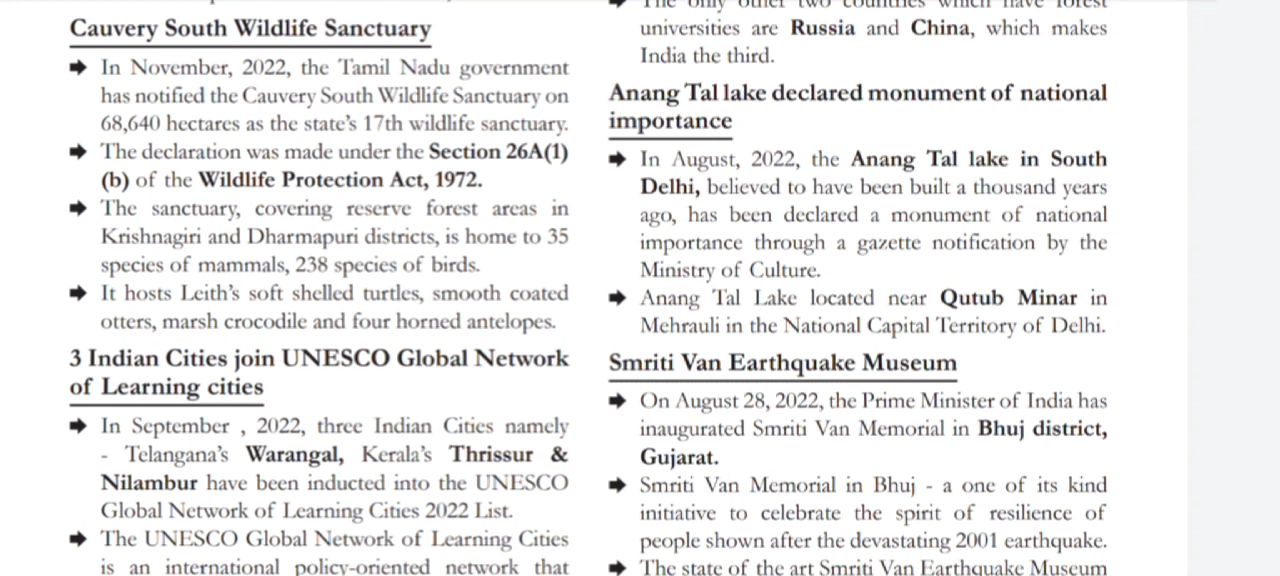 Cauvery South Wildlife Sanctuary
➡ In November, 2022, the Tamil Nadu government
has notified the Cauvery South Wildlife Sanctuary on
68,640 hectares as the state's 17th wildlife sanctuary.
➡ The declaration was made under the Section 26A(1)
(b) of the Wildlife Protection Act, 1972.
➡ The sanctuary, covering reserve forest areas in
Krishnagiri and Dharmapuri districts, is home to 35
species of mammals, 238 species of birds.
➡ It hosts Leith's soft shelled turtles, smooth coated
otters, marsh crocodile and four horned antelopes.
3 Indian Cities join UNESCO Global Network
of Learning cities
➡ In September , 2022, three Indian Cities namely
- Telangana's Warangal, Kerala's Thrissur &
Nilambur have been inducted into the UNESCO
Global Network of Learning Cities 2022 List.
➡ The UNESCO Global Network of Learning Cities
is an international policy-oriented network that
➡ The only other two countries which have forest
universities are Russia and China, which makes
India the third.
Anang Tal lake declared monument of national
importance
➡ In August, 2022, the Anang Tal lake in South
Delhi, believed to have been built a thousand years
ago, has been declared a monument of national
importance through a gazette notification by the
Ministry of Culture.
➡ Anang Tal Lake located near Qutub Minar in
Mehrauli in the National Capital Territory of Delhi.
Smriti Van Earthquake Museum
➡ On August 28, 2022, the Prime Minister of India has
inaugurated Smriti Van Memorial in Bhuj district,
Gujarat.
➡ Smriti Van Memorial in Bhuj - a one of its kind
initiative to celebrate the spirit of resilience of
people shown after the devastating 2001 earthquake.
➡ The state of the art Smriti Van Earthquake Museum